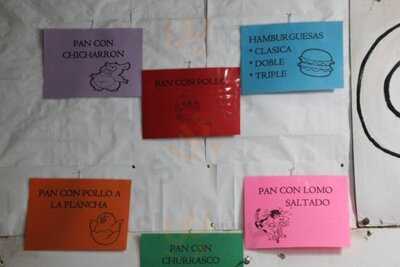 PAN CON
CHICHARRON
PAN CON POLLO
HAMBURGUESAS
* CLASICA
* DOBLE
* TRIPLE
PAN CON POLLO A
LA PLANCHA
PAN CON
CHURRASCO
PAN CON LOMO
SALTADO